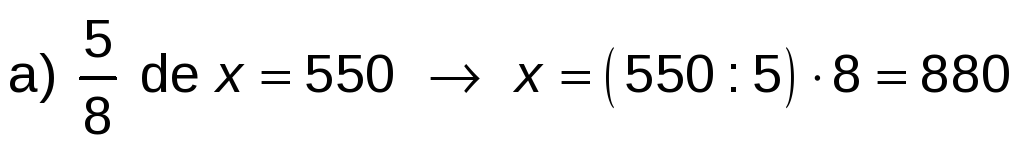 a) 5/8 de x = 550 → x = (550 : 5) · 8 = 880